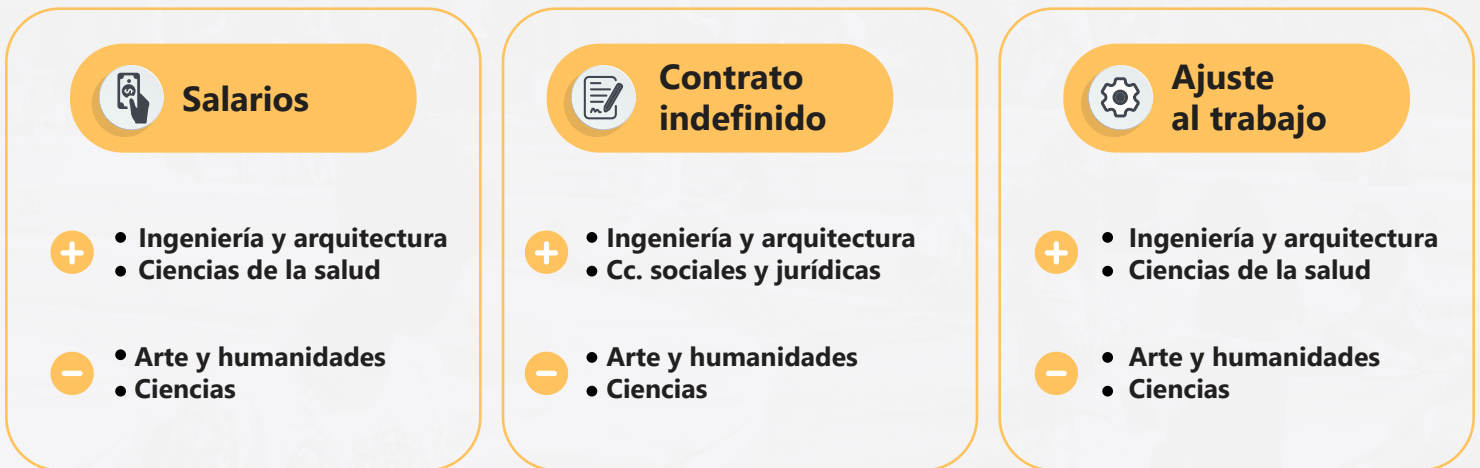 Salarios
• Ingeniería y arquitectura
• Ciencias de la salud
• Arte y humanidades
• Ciencias
Contrato
indefinido
• Ingeniería y arquitectura
• Cc. sociales y jurídicas
• Arte y humanidades
• Ciencias
Ajuste
al trabajo
• Ingeniería y arquitectura
• Ciencias de la salud
• Arte y humanidades
• Ciencias